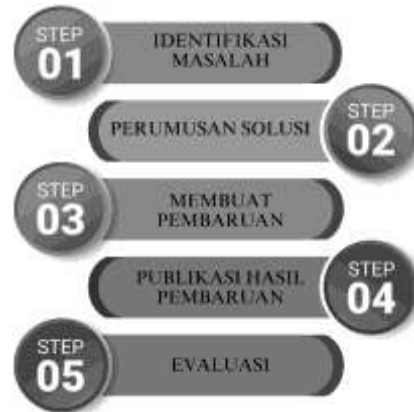 STEP
01
IDENTIFIKASI
MASALAH
PERUMUSAN SOLUSI
STEP
02
STEP
03
MEMBUAT
PEMBARUAN
PUBLIKASI HASIL
PEMBARUAN
STEP
04
STEP
05
EVALUASI